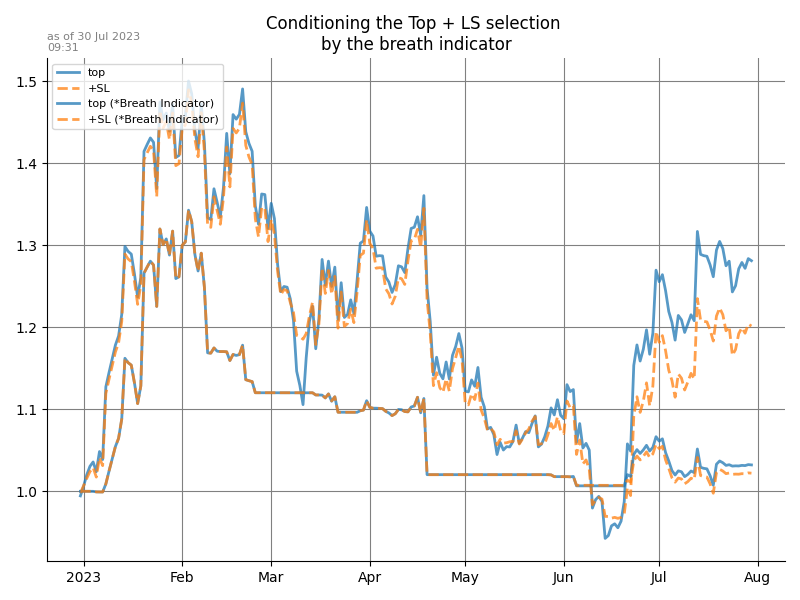 Conditioning the Top + LS selection
by the breath indicator
as of 30 Jul 2023
09:31
top
+SL
top (*Breath Indicator)
+SL (*Breath Indicator)
1.5
1.4
1.3
1.2
1.1
1.0
2023 Feb Mar Apr May Jun Jul Aug